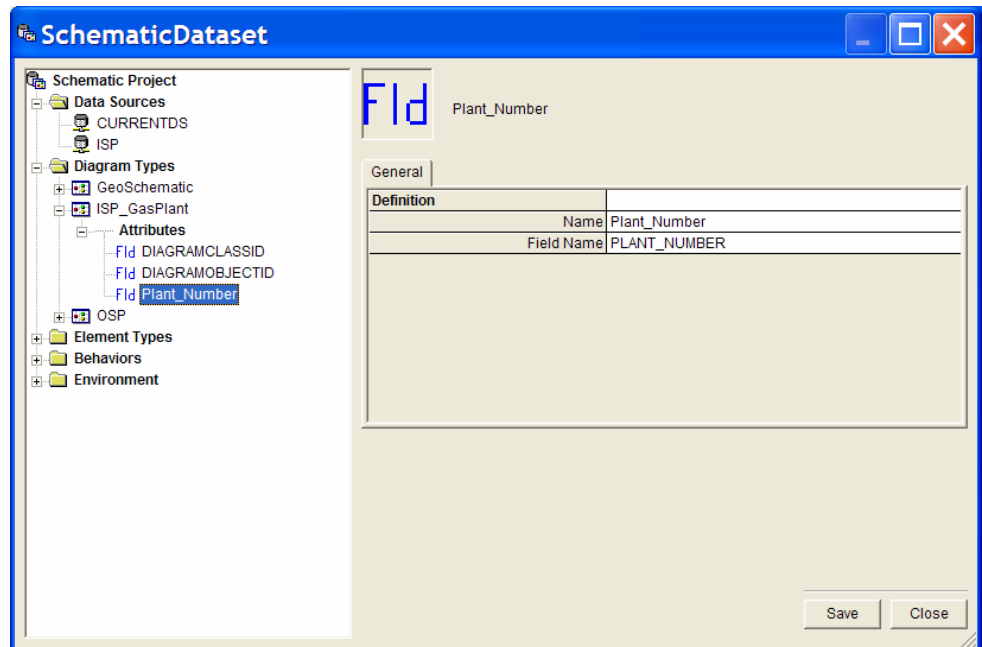 SchematicDataset
Schematic Project
Data Sources
CURRENTDS
ISP
Diagram Types
GeoSchematic
ISP_GasPlant
Attributes
Fld DIAGRAMCLASSID
Fld DIAGRAMOBJECTID
Fld Plant_Number
OSP
Element Types
Behaviors
Environment
Fld Plant_Number
General
Definition
Name Plant_Number
Field Name PLANT_NUMBER
Save Close